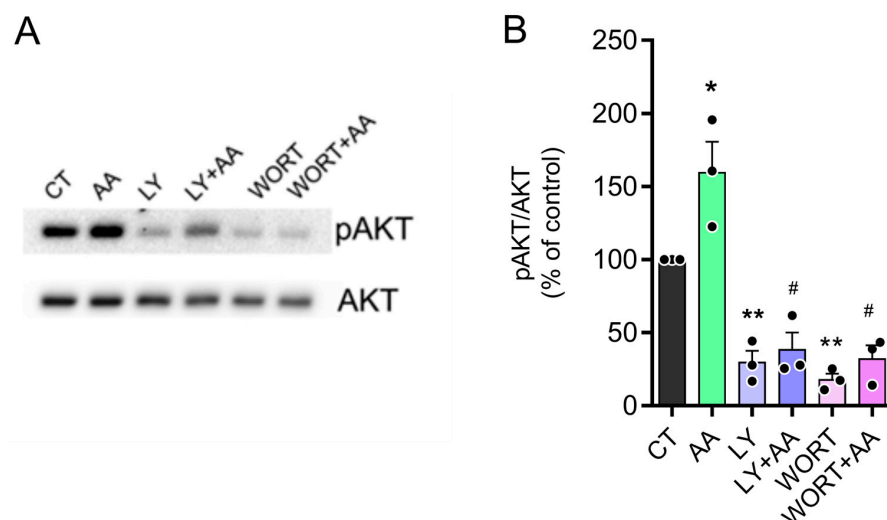 A
CT AA LY LY+AA WORT WORT+AA
pAKT
AKT
B
pAKT/AKT
(% of control)
250
200
150
100
50
0
*
**
#
**
#
CT AA LY LY+AA WORT WORT+AA